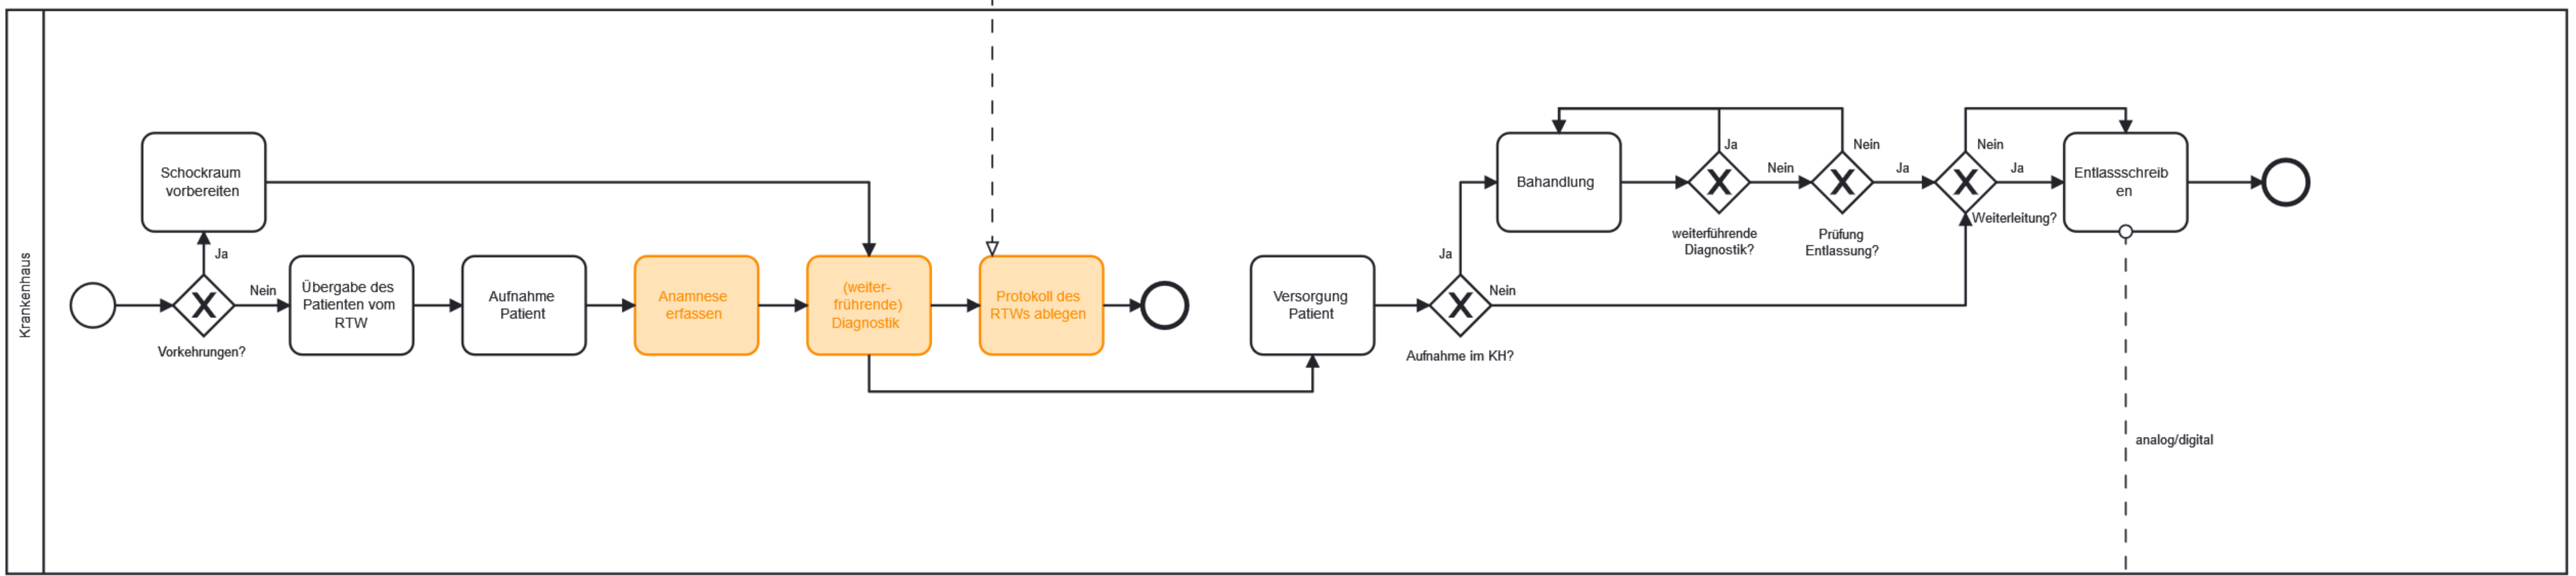 Krankenhaus
Schockraum
vorbereiten
Ja
Nein
Vorkehrungen?
Übergabe des
Patienten vom
RTW
Aufnahme
Patient
Anamnese
erfassen
(weiter-
frührende)
Diagnostik
Protokoll des
RTWs ablegen
Versorgung
Patient
Ja
Nein
Aufnahme im KH?
Bahandlung
Ja
Nein
weiterführende
Diagnostik?
Nein
Ja
Prüfung
Entlassung?
Nein
Ja
Weiterleitung?
Entlassschreib
en
analog/digital